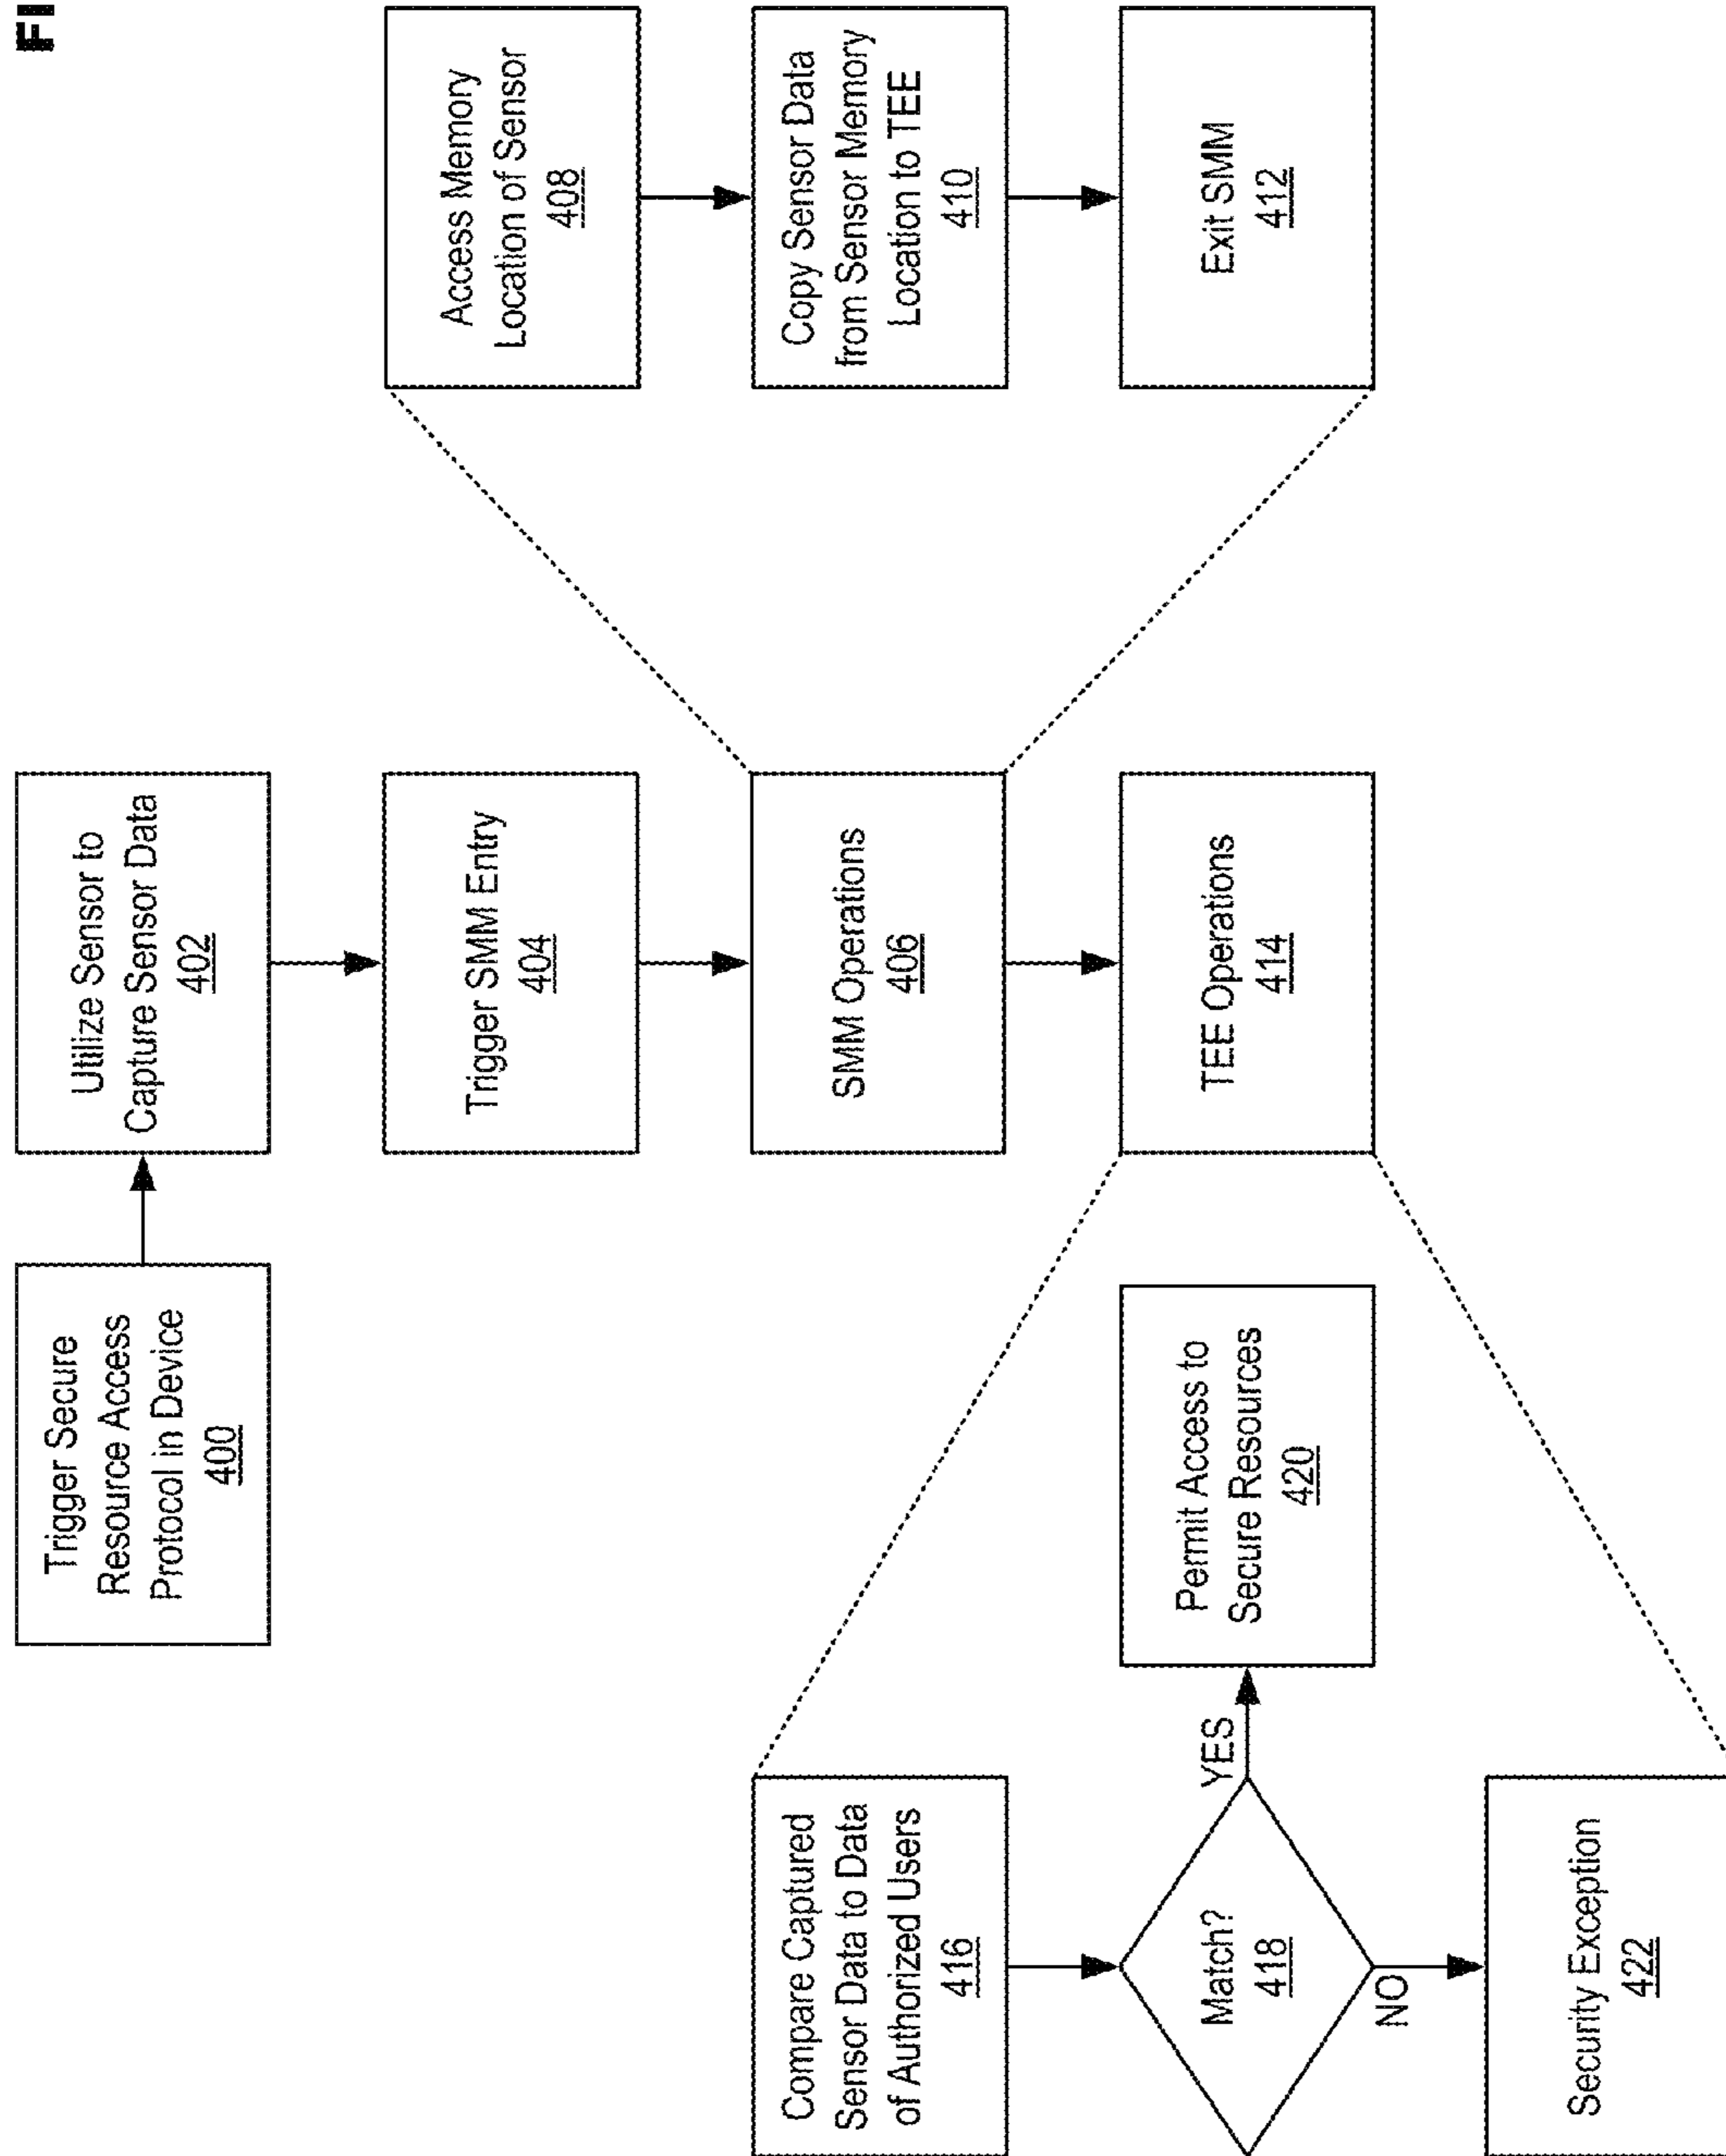 FI
Trigger Secure
Resource Access
Protocol in Device
400
Utilize Sensor to
Capture Sensor Data
402
Trigger SMM Entry
404
SMM Operations
406
Access Memory
Location of Sensor
408
Copy Sensor Data
from Sensor Memory
Location to TEE
410
Exit SMM
412
TEE Operations
414
Compare Captured
Sensor Data to Data
of Authorized Users
416
Match?
418
YES
Permit Access to
Secure Resources
420
NO
Security Exception
422